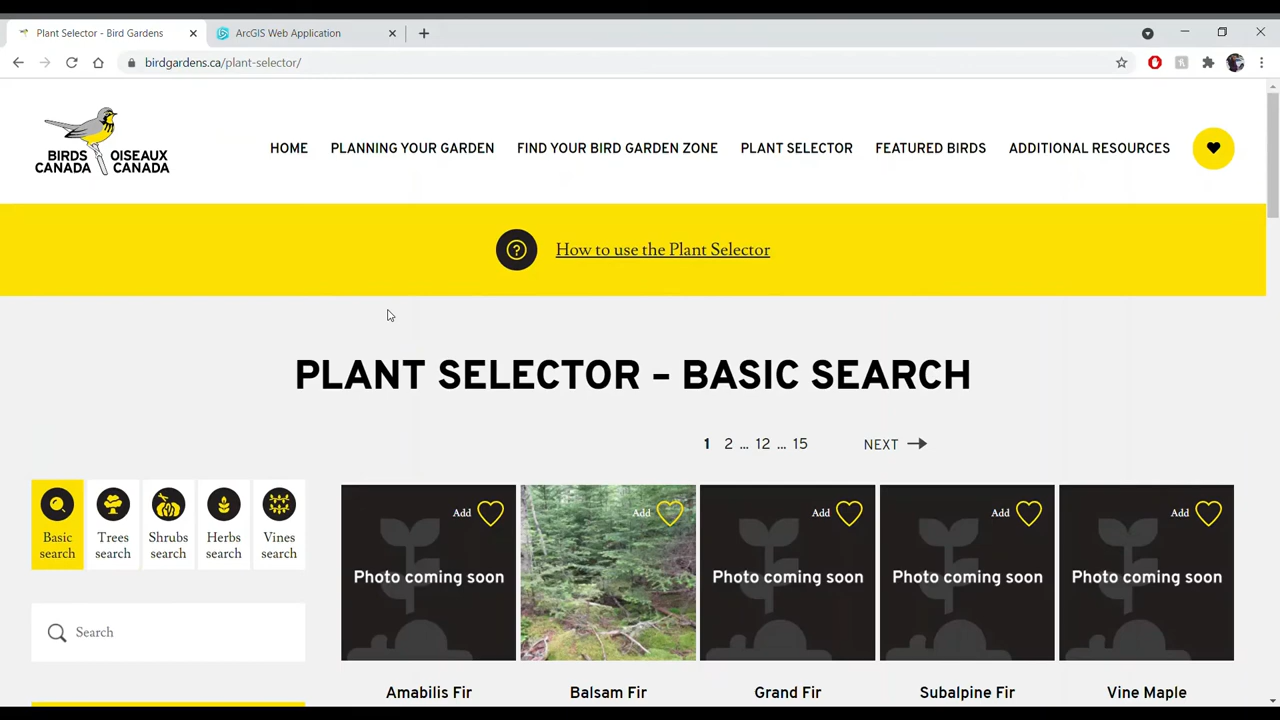 Plant Selector - Bird Gardens
ArcGIS Web Application
birdgardens.ca/plant-selector/
BIRDS CANADA
OISEAUX CANADA
HOME
PLANNING YOUR GARDEN
FIND YOUR BIRD GARDEN ZONE
PLANT SELECTOR
FEATURED BIRDS
ADDITIONAL RESOURCES
How to use the Plant Selector
PLANT SELECTOR – BASIC SEARCH
1 2 ... 12 ... 15 NEXT
Basic search
Trees search
Shrubs search
Herbs search
Vines search
Search
Add
Photo coming soon
Amabilis Fir
Add
Balsam Fir
Add
Photo coming soon
Grand Fir
Add
Photo coming soon
Subalpine Fir
Add
Photo coming soon
Vine Maple